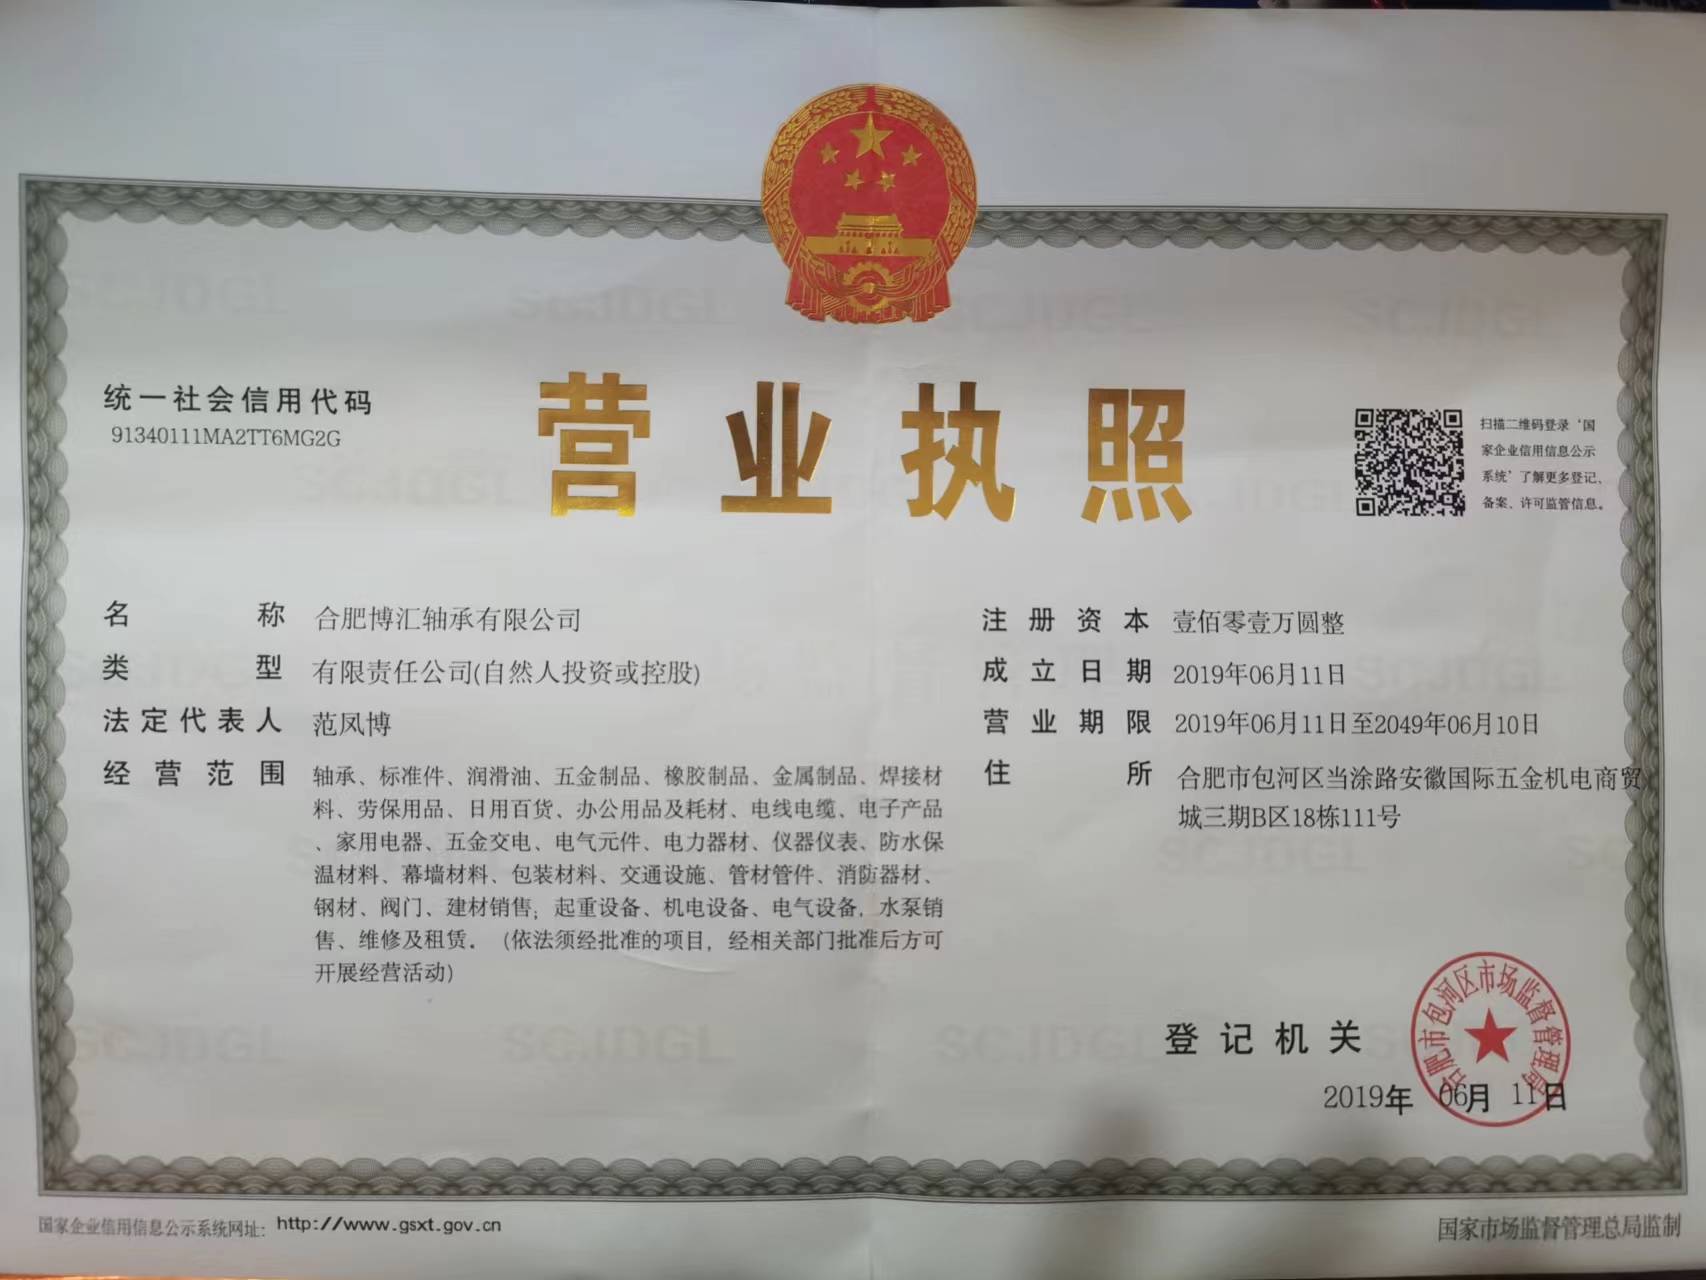 统一社会信用代码
91340111MA2TT6MG2G
营业执照
扫描二维码登录‘国
家企业信用信息公示
系统’了解更多登记、
备案、许可监管信息。
名称 合肥博汇轴承有限公司
类型 有限责任公司(自然人投资或控股)
法定代表人 范凤博
经营范围 轴承、标准件、润滑油、五金制品、橡胶制品、金属制品、焊接材
料、劳保用品、日用百货、办公用品及耗材、电线电缆、电子产品
、家用电器、五金交电、电气元件、电力器材、仪器仪表、防水保
温材料、幕墙材料、包装材料、交通设施、管材管件、消防器材、
钢材、阀门、建材销售；起重设备、机电设备、电气设备，水泵销
售、维修及租赁。（依法须经批准的项目，经相关部门批准后方可
开展经营活动）
注册资本 壹佰零壹万圆整
成立日期 2019年06月11日
营业期限 2019年06月11日至2049年06月10日
住所 合肥市包河区当涂路安徽国际五金机电商贸
城三期B区18栋111号
登记机关
合肥市包河区市场监督管理局
2019年 06月 11日
国家企业信用信息公示系统网址：http://www.gsxt.gov.cn
国家市场监督管理总局监制
SCJDGL